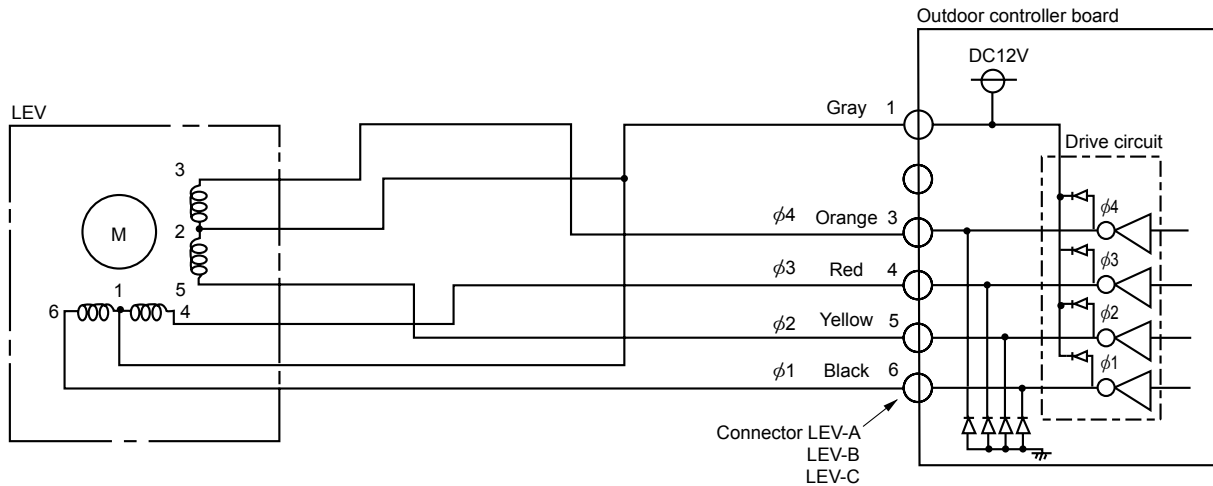 Outdoor controller board
DC12V
LEV
Gray 1
Drive circuit
3
ϕ4
ϕ4 Orange 3
M
2
ϕ3
ϕ3 Red 4
5
1
6
4
ϕ2
ϕ2 Yellow 5
ϕ1
ϕ1 Black 6
Connector LEV-A
LEV-B
LEV-C